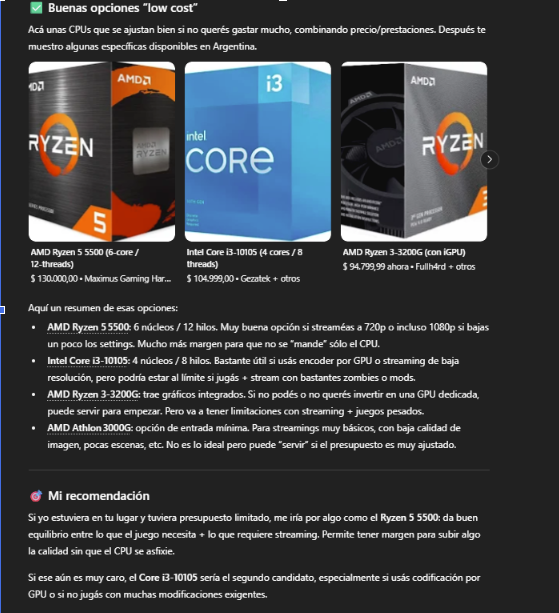 ✅ Buenas opciones “low cost”
Acá unas CPUs que se ajustan bien si no querés gastar mucho, combinando precio/prestaciones. Después te
muestro algunas específicas disponibles en Argentina.
AMD
AMD
RYZEN
RYZEN
5
i3
intel
CORE
AMD
RYZEN
AMD Ryzen 5 5500 (6-core /
12-threads)
$ 130.000,00 • Maximus Gaming Har...
Intel Core i3-10105 (4 cores / 8
threads)
$ 104.999,00 • Gezatek + otros
AMD Ryzen 3-3200G (con iGPU)
$ 94.799,99 ahora • Fullh4rd + otros
Aquí un resumen de esas opciones:
• AMD Ryzen 5 5500: 6 núcleos / 12 hilos. Muy buena opción si streameás a 720p o incluso 1080p si bajas
un poco los settings. Mucho más margen para que no se “mande” sólo el CPU.
• Intel Core i3-10105: 4 núcleos / 8 hilos. Bastante útil si usás encoder por GPU o streaming de baja
resolución, pero podría estar al límite si jugás + stream con bastantes zombis o mods.
• AMD Ryzen 3-3200G: trae gráficos integrados. Si no podés o no querés invertir en una GPU dedicada,
puede servir para empezar. Pero va a tener limitaciones con streaming + juegos pesados.
• AMD Athlon 3000G: opción de entrada mínima. Para streamings muy básicos, con baja calidad de
imagen, pocas escenas, etc. No es lo ideal pero puede “servir” si el presupuesto es muy ajustado.
🎯 Mi recomendación
Si yo estuviera en tu lugar y tuviera presupuesto limitado, me iría por algo como el Ryzen 5 5500: da buen
equilibrio entre lo que el juego necesita + lo que requiere streaming. Permite tener margen para subir algo
la calidad sin que el CPU se asfixie.
Si ese aún es muy caro, el Core i3-10105 sería el segundo candidato, especialmente si usás codificación por
GPU o si no jugás con muchas modificaciones exigentes.